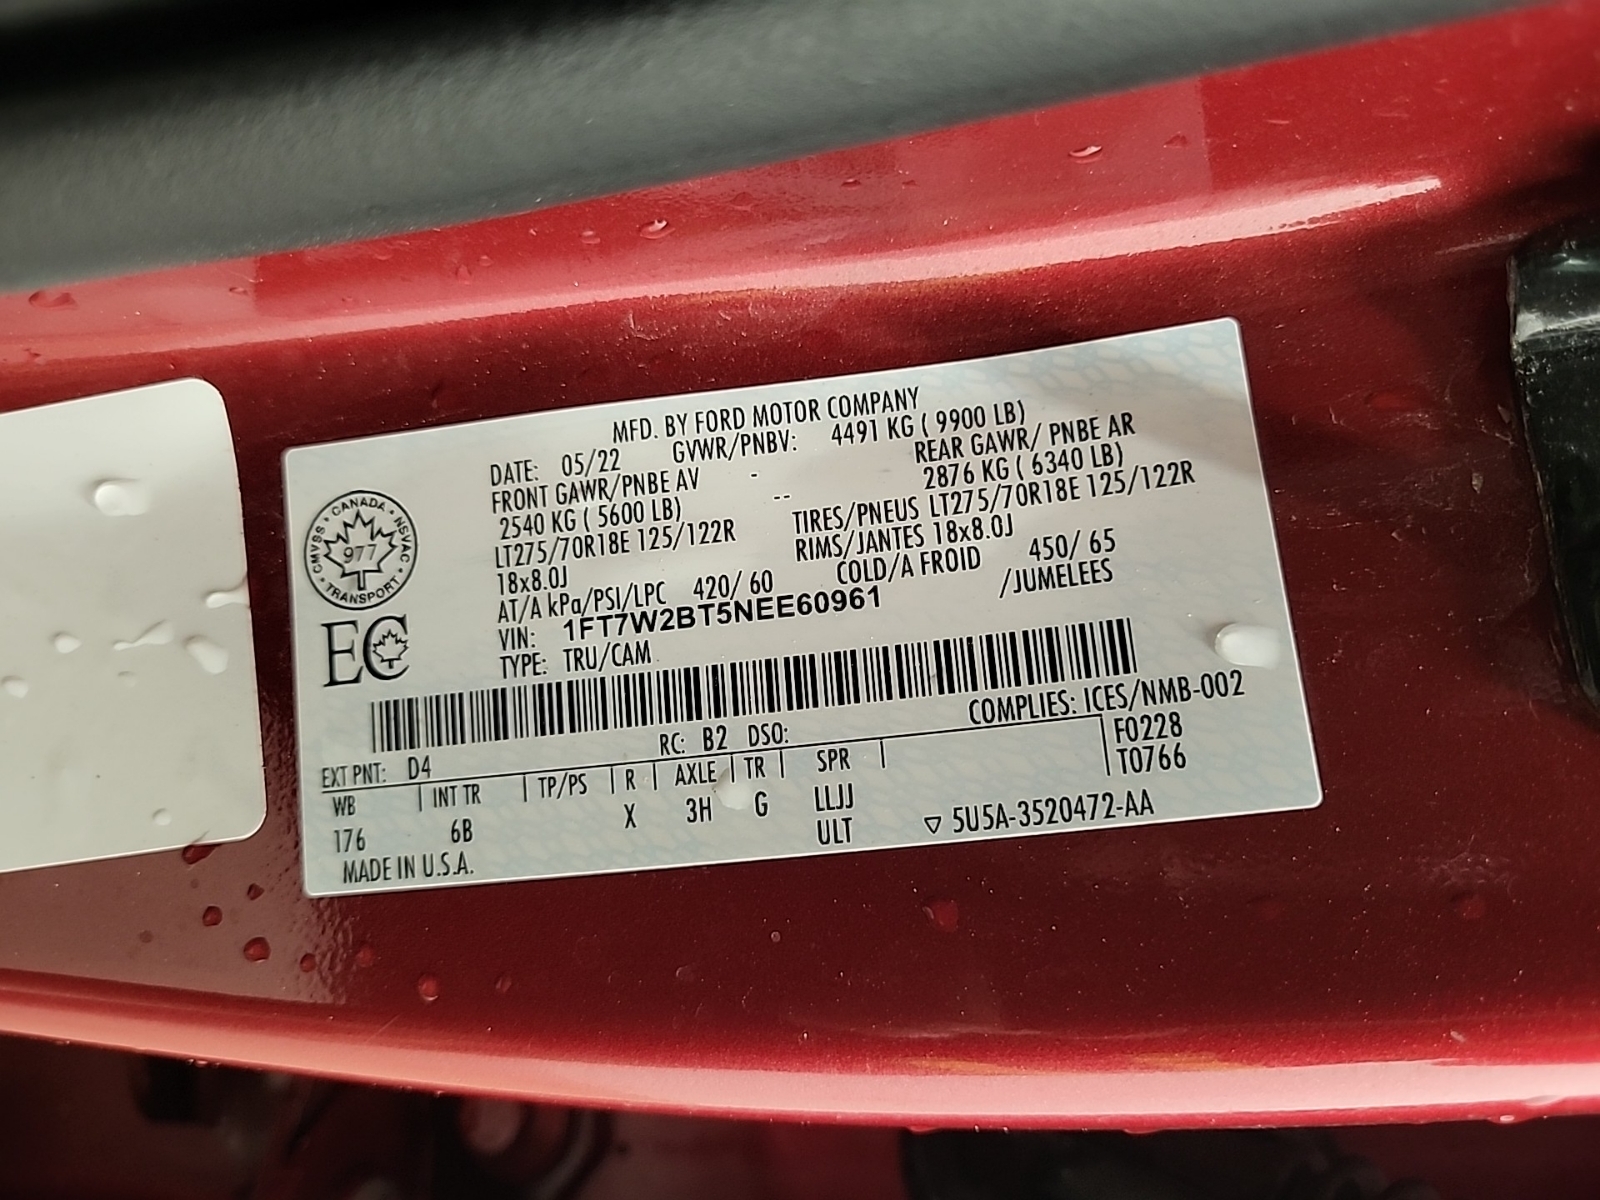 MFD. BY FORD MOTOR COMPANY
DATE: 05/22 GVWR/PNBV: 4491 KG ( 9900 LB)
FRONT GAWR/PNBE AV - REAR GAWR/ PNBE AR
2540 KG ( 5600 LB) -- 2876 KG ( 6340 LB)
LT275/70R18E 125/122R TIRES/PNEUS LT275/70R18E 125/122R
18x8.0J RIMS/JANTES 18x8.0J
AT/A kPa/PSI/LPC 420/ 60 COLD/A FROID 450/ 65
VIN: 1FT7W2BT5NEE60961 /JUMELEES
TYPE: TRU/CAM
CANADA
CMVSS NSVAC
977
TRANSPORT
EC
COMPLIES: ICES/NMB-002
RC: B2 DSO: F0228
EXT PNT: D4 T0766
WB INT TR TP/PS R AXLE TR SPR
176 6B X 3H G LLJJ
ULT
5U5A-3520472-AA
MADE IN U.S.A.